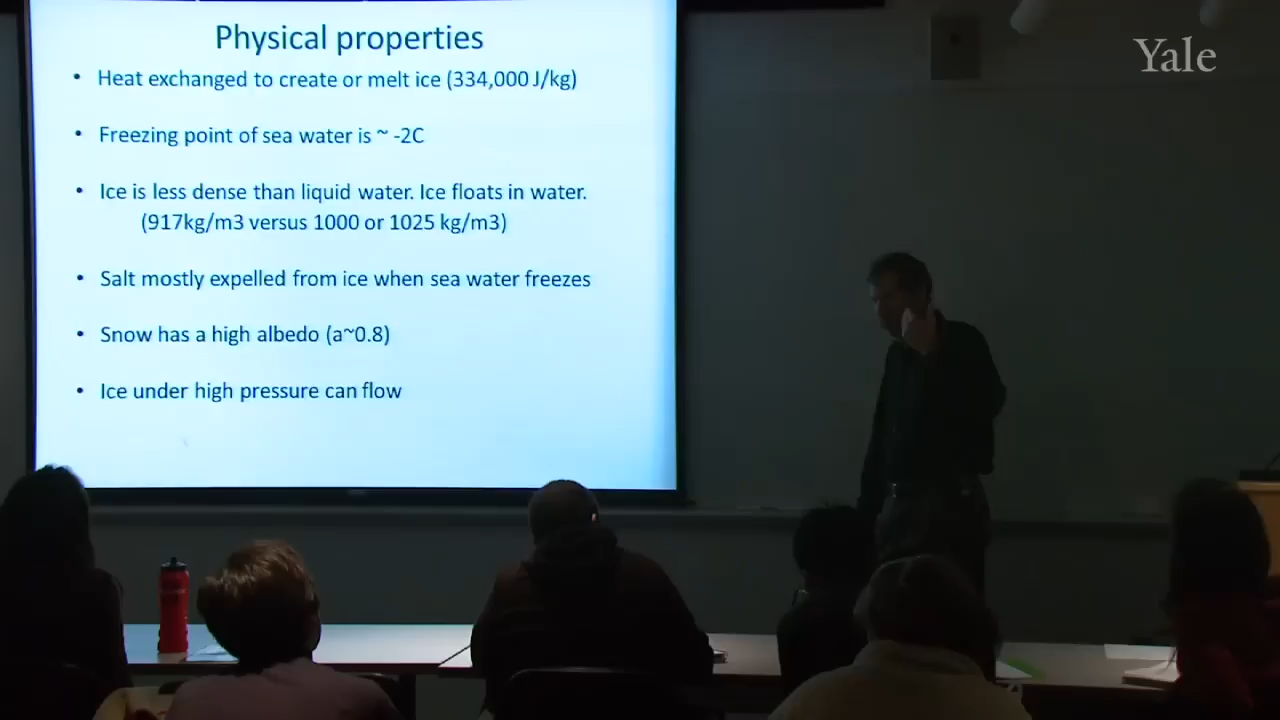 Physical properties
• Heat exchanged to create or melt ice (334,000 J/kg)
• Freezing point of sea water is ~ -2C
• Ice is less dense than liquid water. Ice floats in water.
(917kg/m3 versus 1000 or 1025 kg/m3)
• Salt mostly expelled from ice when sea water freezes
• Snow has a high albedo (a~0.8)
• Ice under high pressure can flow
Yale